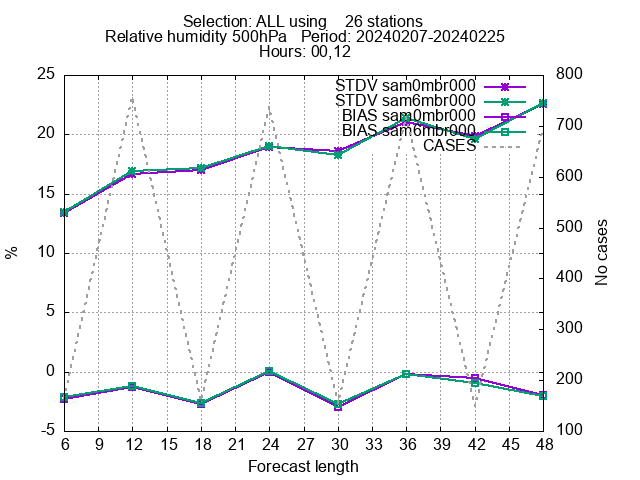 Selection: ALL using    26 stations
Relative humidity 500hPa   Period: 20240207-20240225
Hours: 00,12
STDV sam0mbr000
STDV sam6mbr000
BIAS sam0mbr000
BIAS sam6mbr000
CASES
25
20
15
10
5
0
-5
%
800
700
600
500
400
300
200
100
No cases
6 9 12 15 18 21 24 27 30 33 36 39 42 45 48
Forecast length